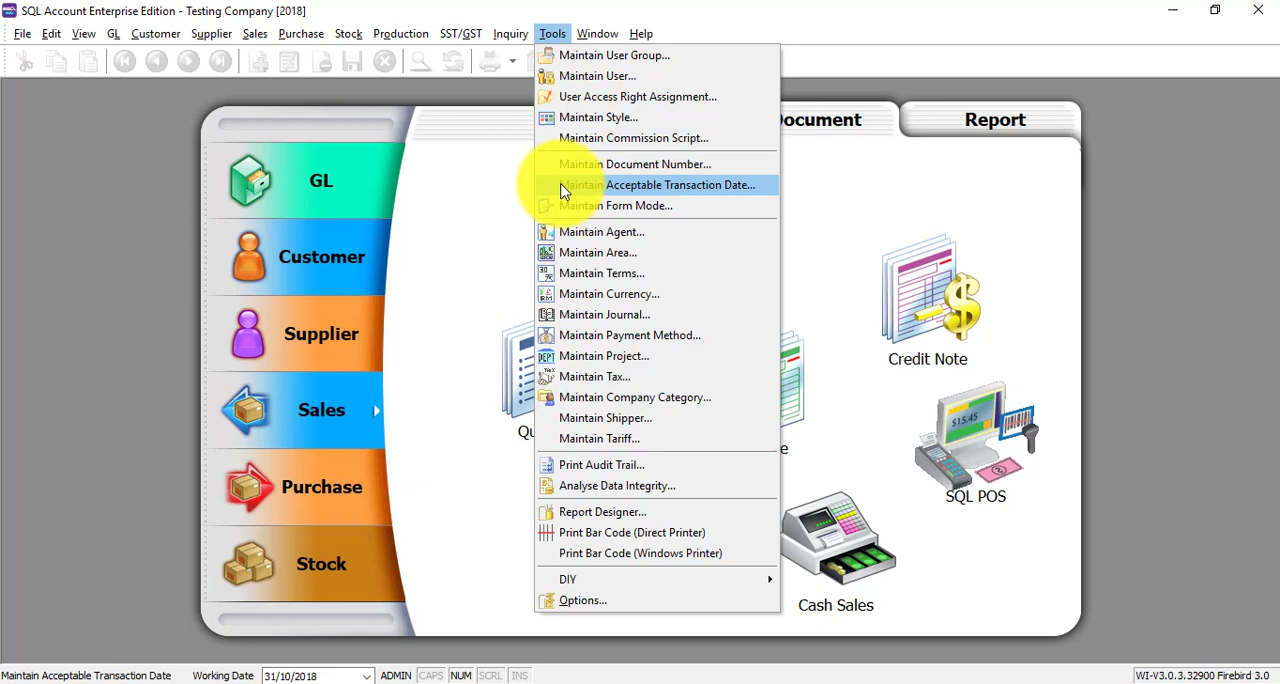 SQL Account Enterprise Edition - Testing Company [2018]
File Edit View GL Customer Supplier Sales Purchase Stock Production SST/GST Inquiry Tools Window Help
Maintain User Group...
Maintain User...
User Access Right Assignment...
Maintain Style...
Maintain Commission Script...
Maintain Document Number...
Maintain Acceptable Transaction Date...
Maintain Form Mode...
Maintain Agent...
Maintain Area...
Maintain Terms...
Maintain Currency...
Maintain Journal...
Maintain Payment Method...
Maintain Project...
Maintain Tax...
Maintain Company Category...
Maintain Shipper...
Maintain Tariff...
Print Audit Trail...
Analyse Data Integrity...
Report Designer...
Print Bar Code (Direct Printer)
Print Bar Code (Windows Printer)
DIY
Options...
GL
Customer
Supplier
Sales
Purchase
Stock
Report
Credit Note
$15.45
SQL POS
Cash Sales
Maintain Acceptable Transaction Date Working Date 31/10/2018 ADMIN CAPS NUM SCRL INS WI-V3.0.3.32900 Firebird 3.0